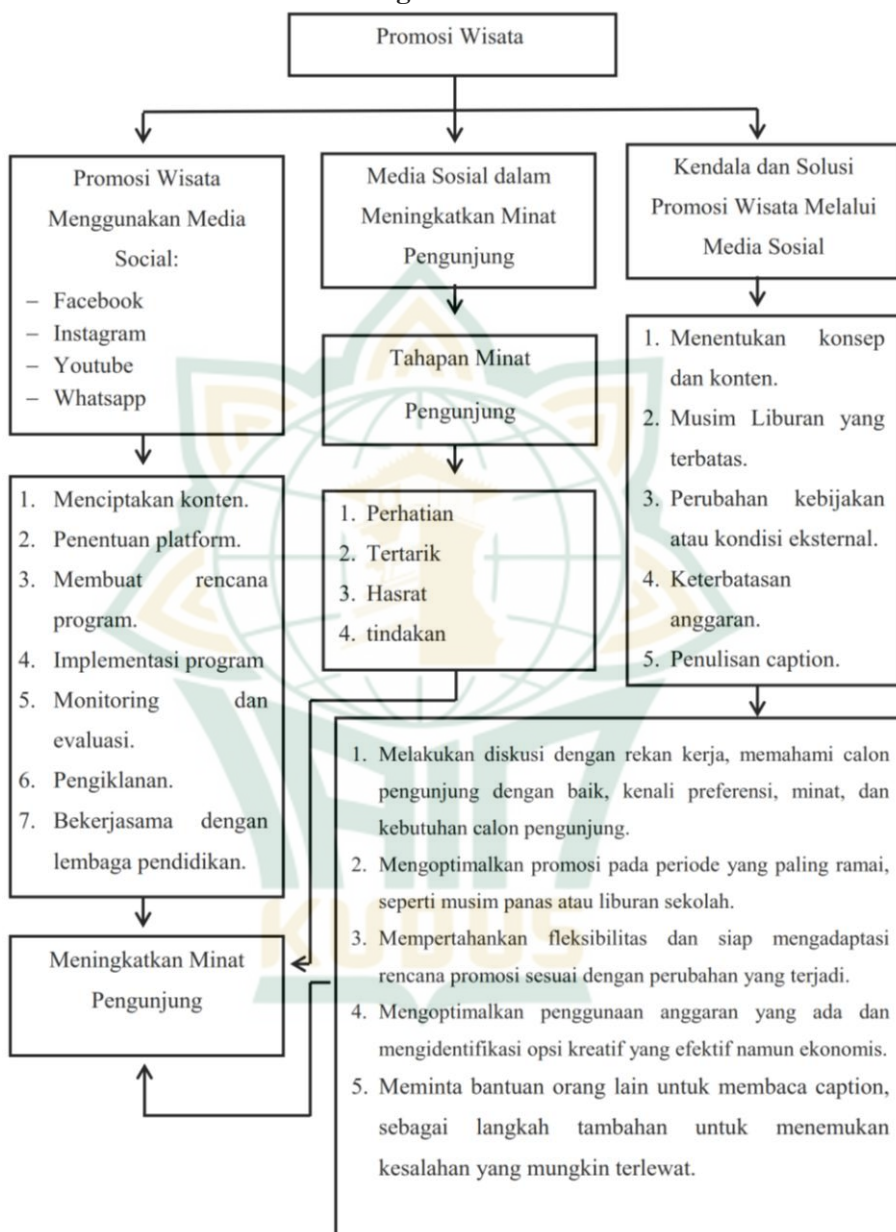 Promosi Wisata
Promosi Wisata
Menggunakan Media
Social:
– Facebook
– Instagram
– Youtube
– Whatsapp
Media Sosial dalam
Meningkatkan Minat
Pengunjung
Kendala dan Solusi
Promosi Wisata Melalui
Media Sosial
Tahapan Minat
Pengunjung
1. Menentukan konsep
dan konten.
2. Musim Liburan yang
terbatas.
3. Perubahan kebijakan
atau kondisi eksternal.
4. Keterbatasan
anggaran.
5. Penulisan caption.
1. Menciptakan konten.
2. Penentuan platform.
3. Membuat rencana
program.
4. Implementasi program
5. Monitoring dan
evaluasi.
6. Pengiklanan.
7. Bekerjasama dengan
lembaga pendidikan.
1. Perhatian
2. Tertarik
3. Hasrat
4. tindakan
1. Melakukan diskusi dengan rekan kerja, memahami calon
pengunjung dengan baik, kenali preferensi, minat, dan
kebutuhan calon pengunjung.
2. Mengoptimalkan promosi pada periode yang paling ramai,
seperti musim panas atau liburan sekolah.
3. Mempertahankan fleksibilitas dan siap mengadaptasi
rencana promosi sesuai dengan perubahan yang terjadi.
4. Mengoptimalkan penggunaan anggaran yang ada dan
mengidentifikasi opsi kreatif yang efektif namun ekonomis.
5. Meminta bantuan orang lain untuk membaca caption,
sebagai langkah tambahan untuk menemukan
kesalahan yang mungkin terlewat.
Meningkatkan Minat
Pengunjung
KUDUS